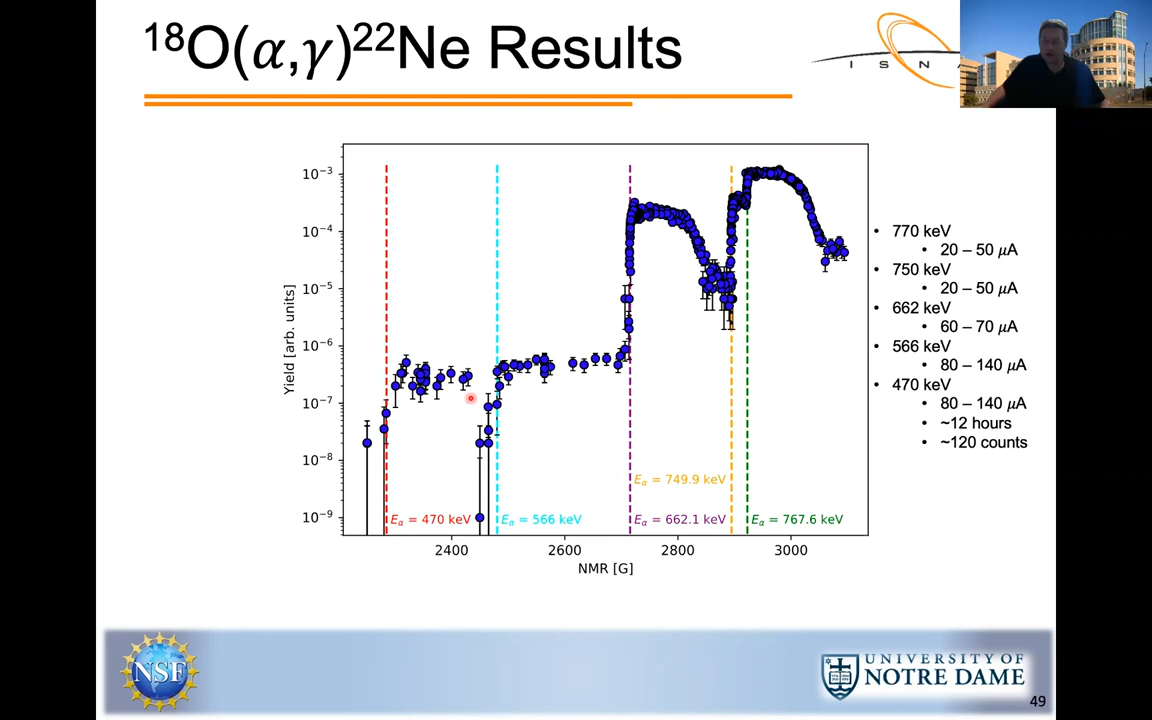 18O(α,γ)22Ne Results
I S N A
10−3
10−4
10−5
10−6
10−7
10−8
10−9
Yield [arb. units]
Eα = 470 keV
Eα = 566 keV
Eα = 749.9 keV
Eα = 662.1 keV
Eα = 767.6 keV
2400
2600
2800
3000
NMR [G]
• 770 keV
• 20 – 50 μA
• 750 keV
• 20 – 50 μA
• 662 keV
• 60 – 70 μA
• 566 keV
• 80 – 140 μA
• 470 keV
• 80 – 140 μA
• ~12 hours
• ~120 counts
NSF
UNIVERSITY OF
NOTRE DAME
49